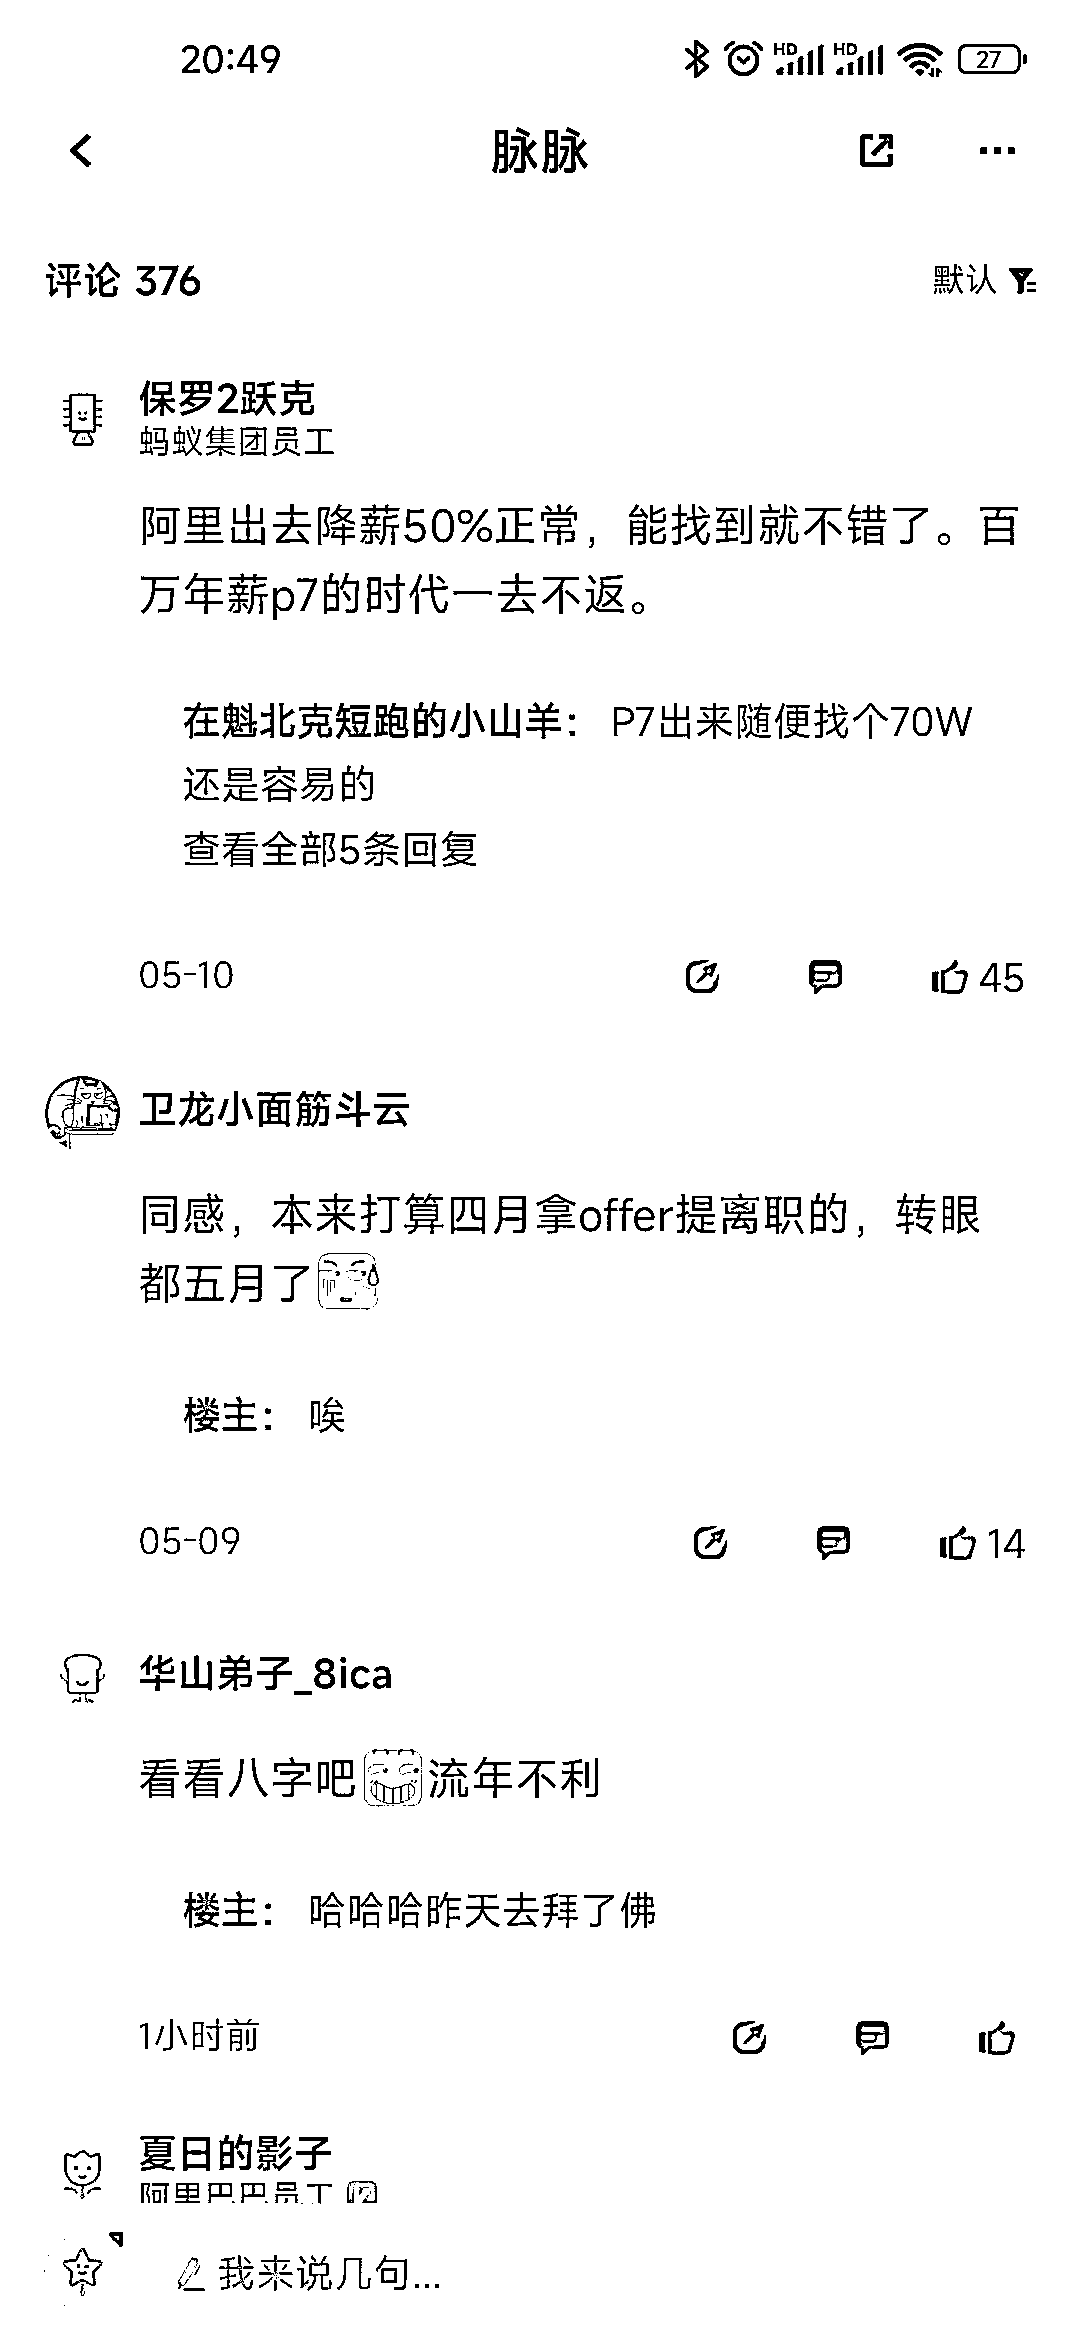 20:49
HD HD 27
脉脉
评论 376
默认
保罗2跃克
蚂蚁集团员工
阿里出去降薪50%正常，能找到就不错了。百
万年薪p7的时代一去不返。
在魁北克短跑的小山羊： P7出来随便找个70W
还是容易的
查看全部5条回复
05-10
45
卫龙小面筋斗云
同感，本来打算四月拿offer提离职的，转眼
都五月了
楼主： 唉
05-09
14
华山弟子_8ica
看看八字吧流年不利
楼主： 哈哈哈昨天去拜了佛
1小时前
夏日的影子
阿里巴巴员工
我来说几句...